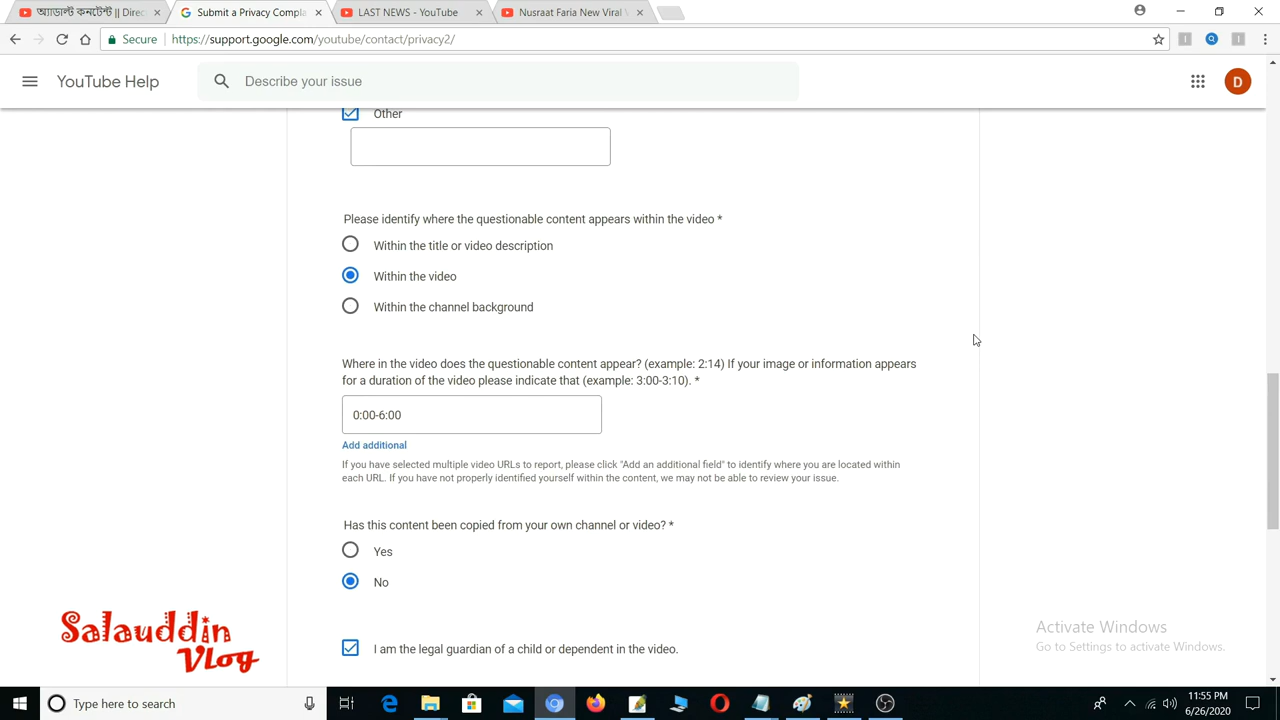 অ্যাডাল্ট কনটেন্ট || Direc
Submit a Privacy Compla
LAST NEWS - YouTube
Nusraat Faria New Viral V
Secure
https://support.google.com/youtube/contact/privacy2/
YouTube Help
Describe your issue
D
Other
Please identify where the questionable content appears within the video *
Within the title or video description
Within the video
Within the channel background
Where in the video does the questionable content appear? (example: 2:14) If your image or information appears
for a duration of the video please indicate that (example: 3:00-3:10). *
0:00-6:00
Add additional
If you have selected multiple video URLs to report, please click "Add an additional field" to identify where you are located within
each URL. If you have not properly identified yourself within the content, we may not be able to review your issue.
Has this content been copied from your own channel or video? *
Yes
No
I am the legal guardian of a child or dependent in the video.
Salauddin
Vlog
Activate Windows
Go to Settings to activate Windows.
Type here to search
11:55 PM
6/26/2020